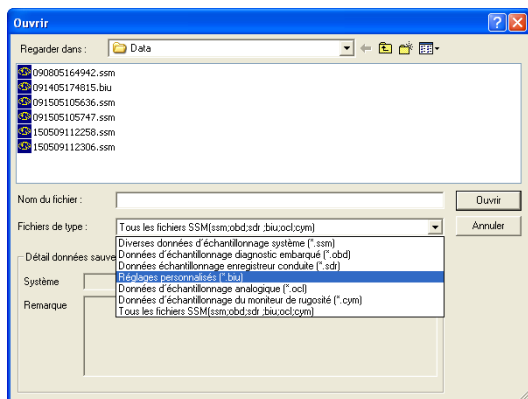 Ouvrir
Regarder dans :
Data
090805164942.ssm
091405174815.biu
091505105636.ssm
091505105747.ssm
150509112258.ssm
150509112306.ssm
Nom du fichier :
Ouvrir
Fichiers de type :
Tous les fichiers SSM(ssm;obd;sdr ;biu;ocl;cym)
Annuler
Diverses données d'échantillonnage système (*.ssm)
Détail données sauve
Données d'échantillonnage diagnostic embarqué (*.obd)
Données échantillonnage enregistreur conduite (*.sdr)
Système
Réglages personnalisés (*.biu)
Données d'échantillonnage analogique (*.ocl)
Remarque
Données d'échantillonnage du moniteur de rugosité (*.cym)
Tous les fichiers SSM(ssm;obd;sdr ;biu;ocl;cym)